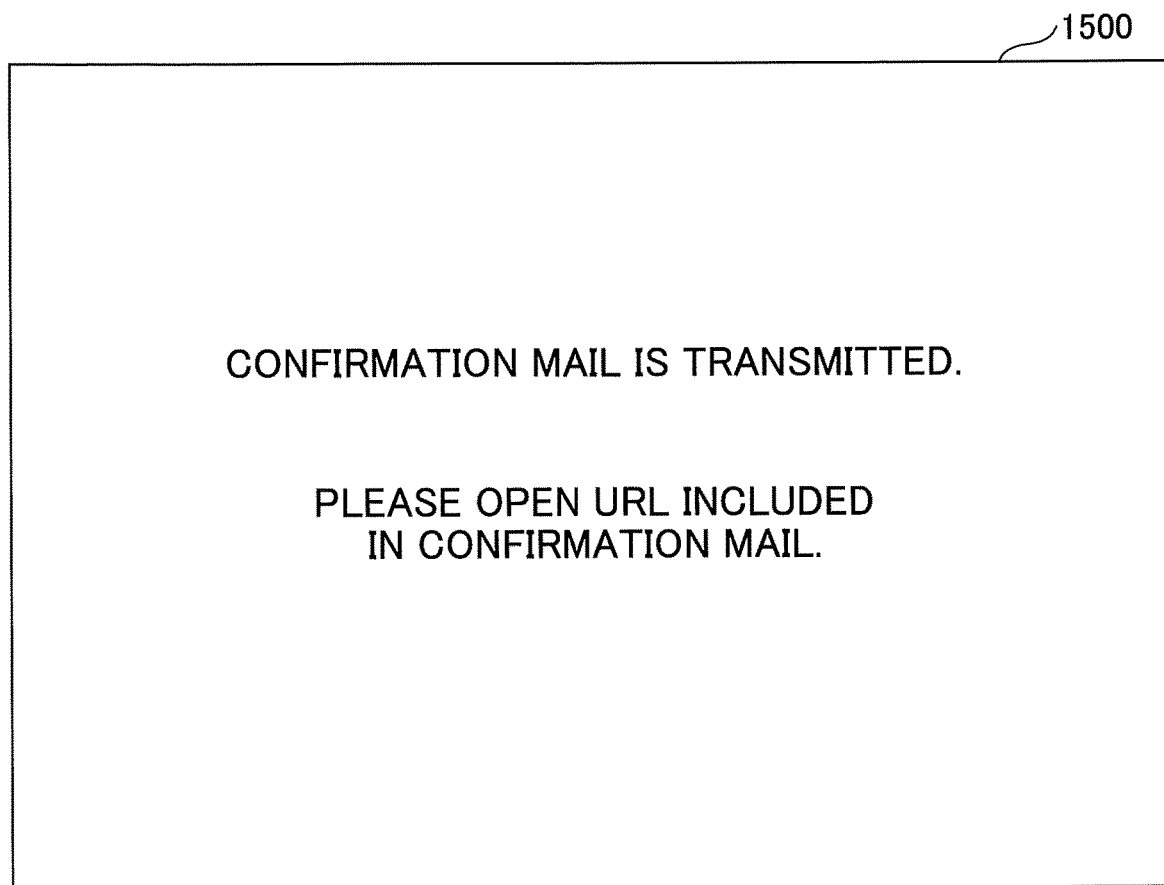 1500
CONFIRMATION MAIL IS TRANSMITTED.
PLEASE OPEN URL INCLUDED
IN CONFIRMATION MAIL.